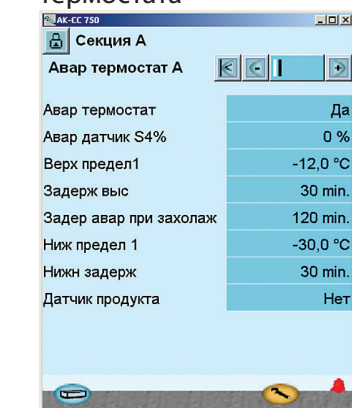 термостата
AK-CC 750
Секция A
Авар термостат A
Авар термостат Да
Авар датчик S4% 0 %
Верх предел1 -12,0 °C
Задерж выс 30 min.
Задер авар при захолаж 120 min.
Ниж предел 1 -30,0 °C
Нижн задерж 30 min.
Датчик продукта Нет